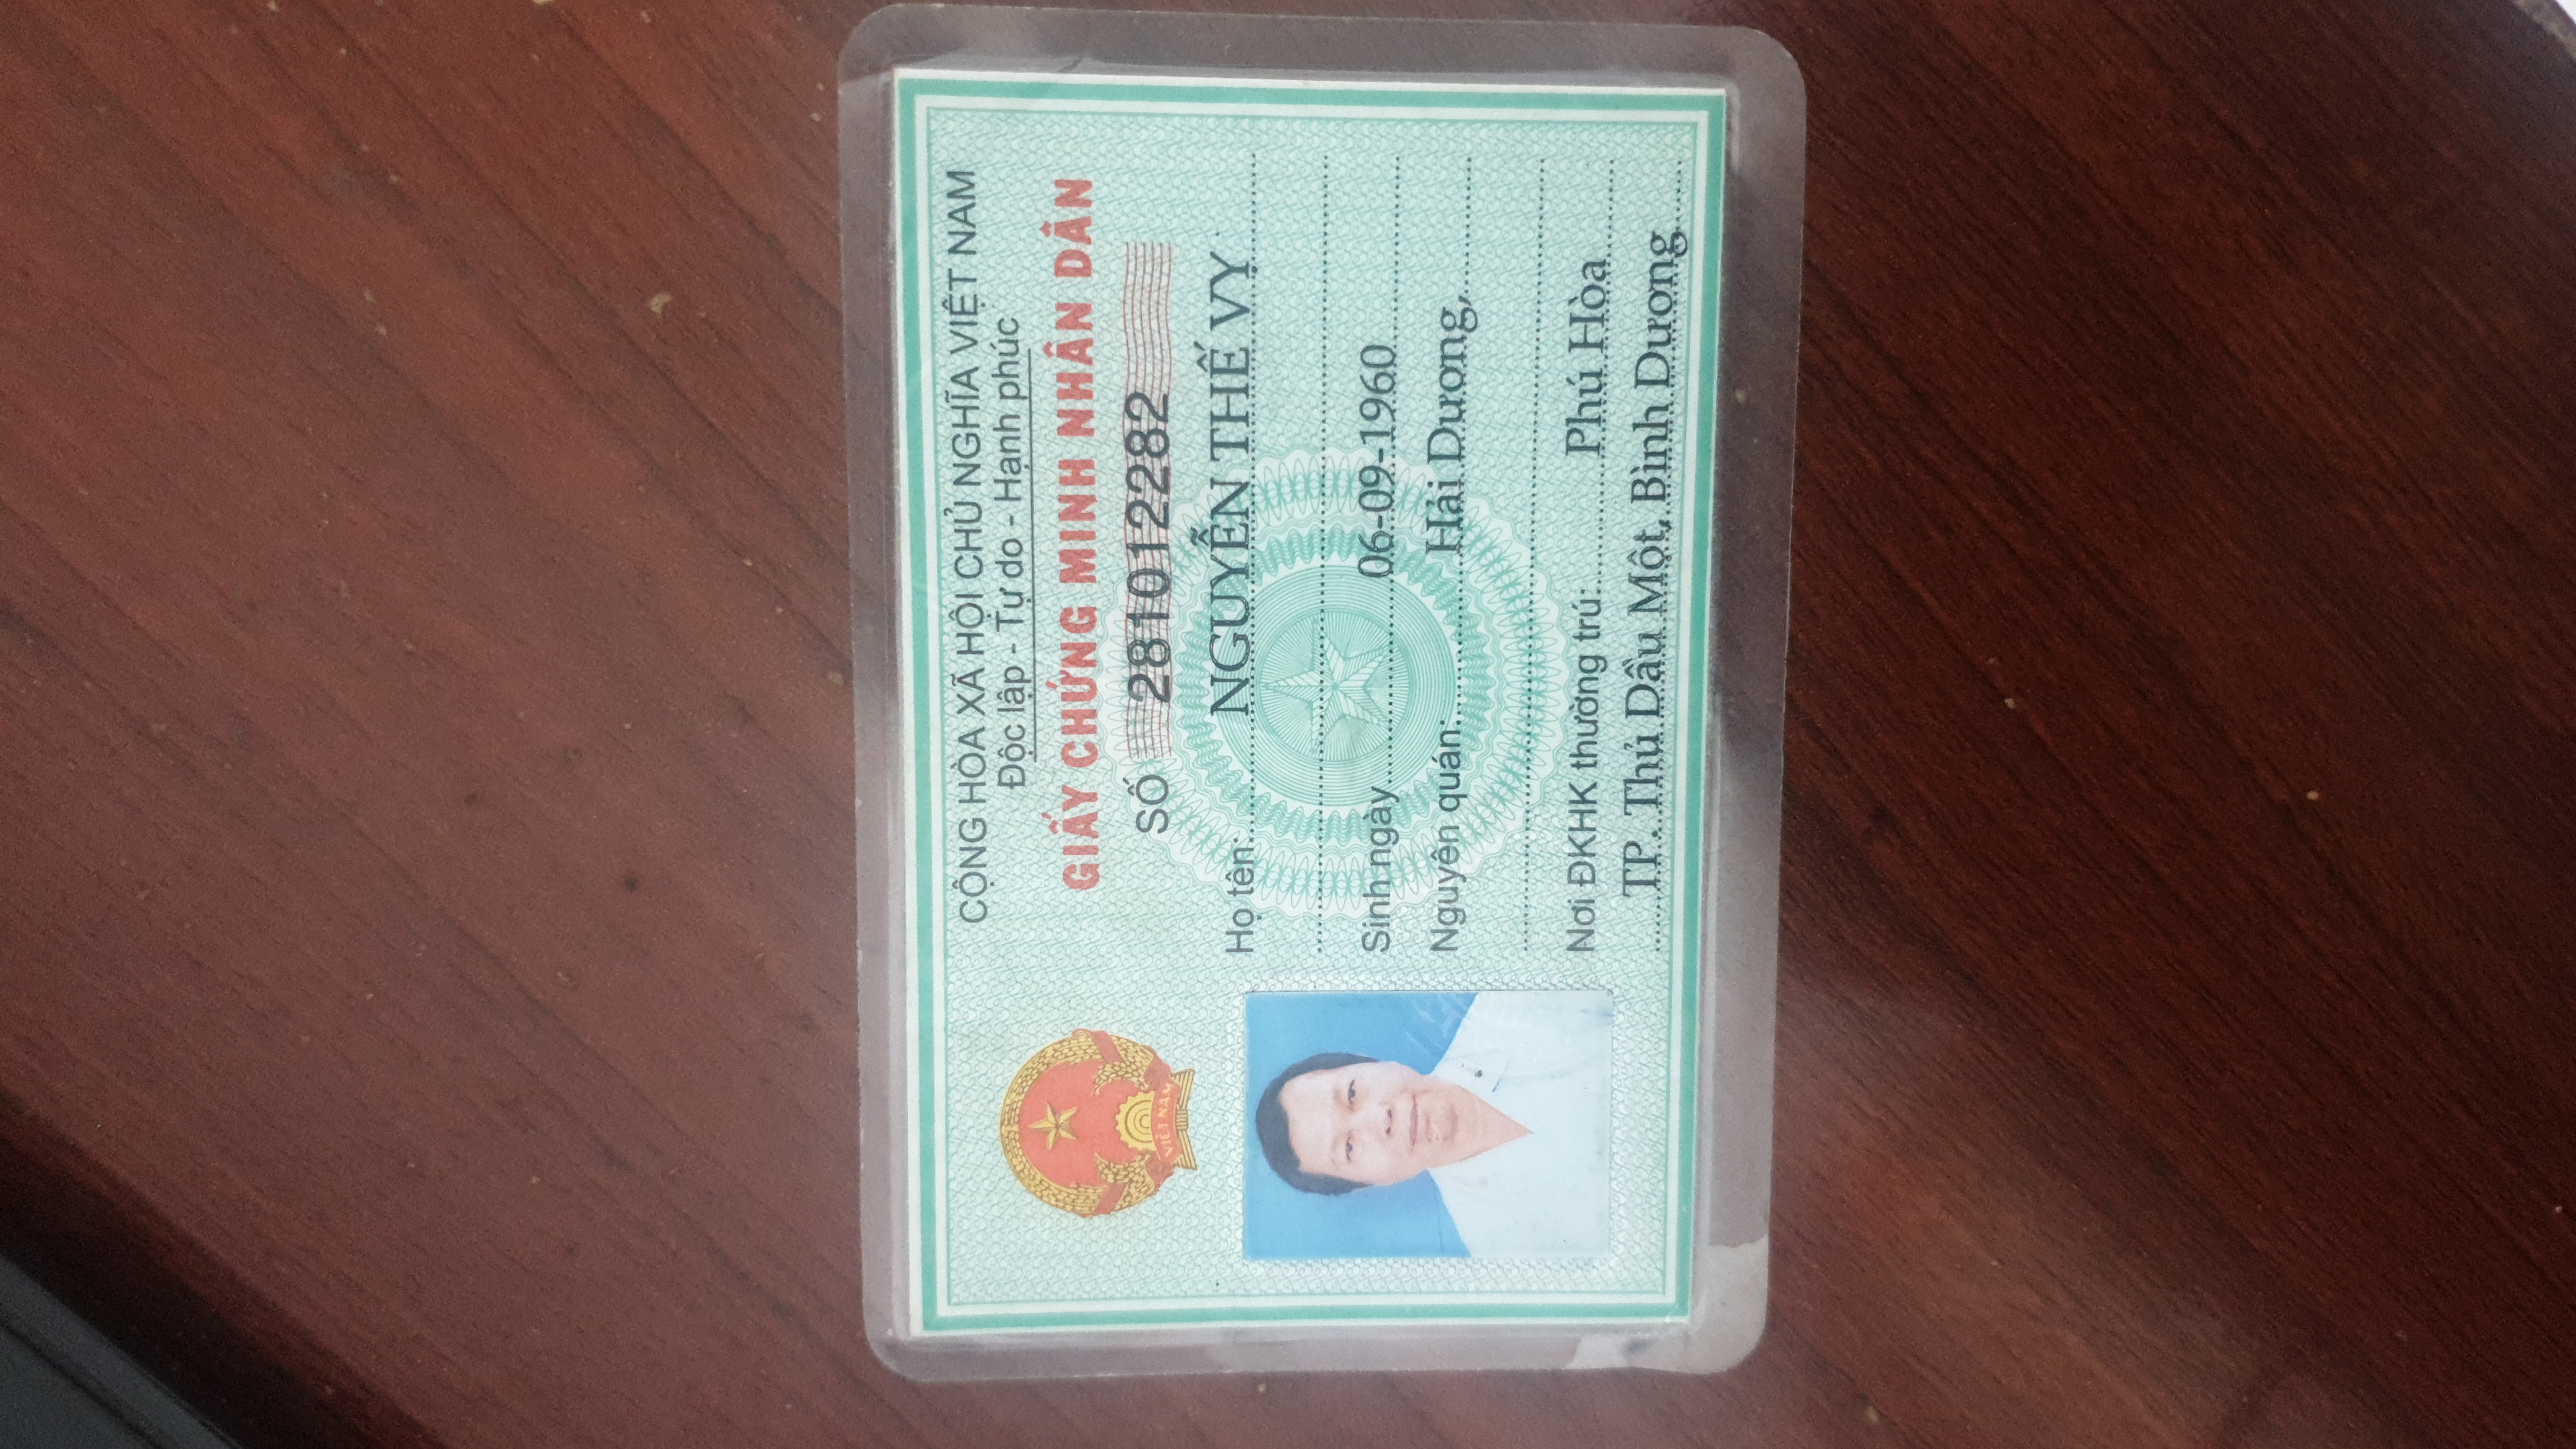 CỘNG HÒA XÃ HỘI CHỦ NGHĨA VIỆT NAM
Độc lập - Tự do - Hạnh phúc
GIẤY CHỨNG MINH NHÂN DÂN
SỐ 281012282
VIỆT NAM
Họ tên: NGUYỄN THẾ VỴ
Sinh ngày 06-09-1960
Nguyên quán: Hải Dương,
Nơi ĐKHK thường trú: Phú Hòa
TP. Thủ Dầu Một, Bình Dương